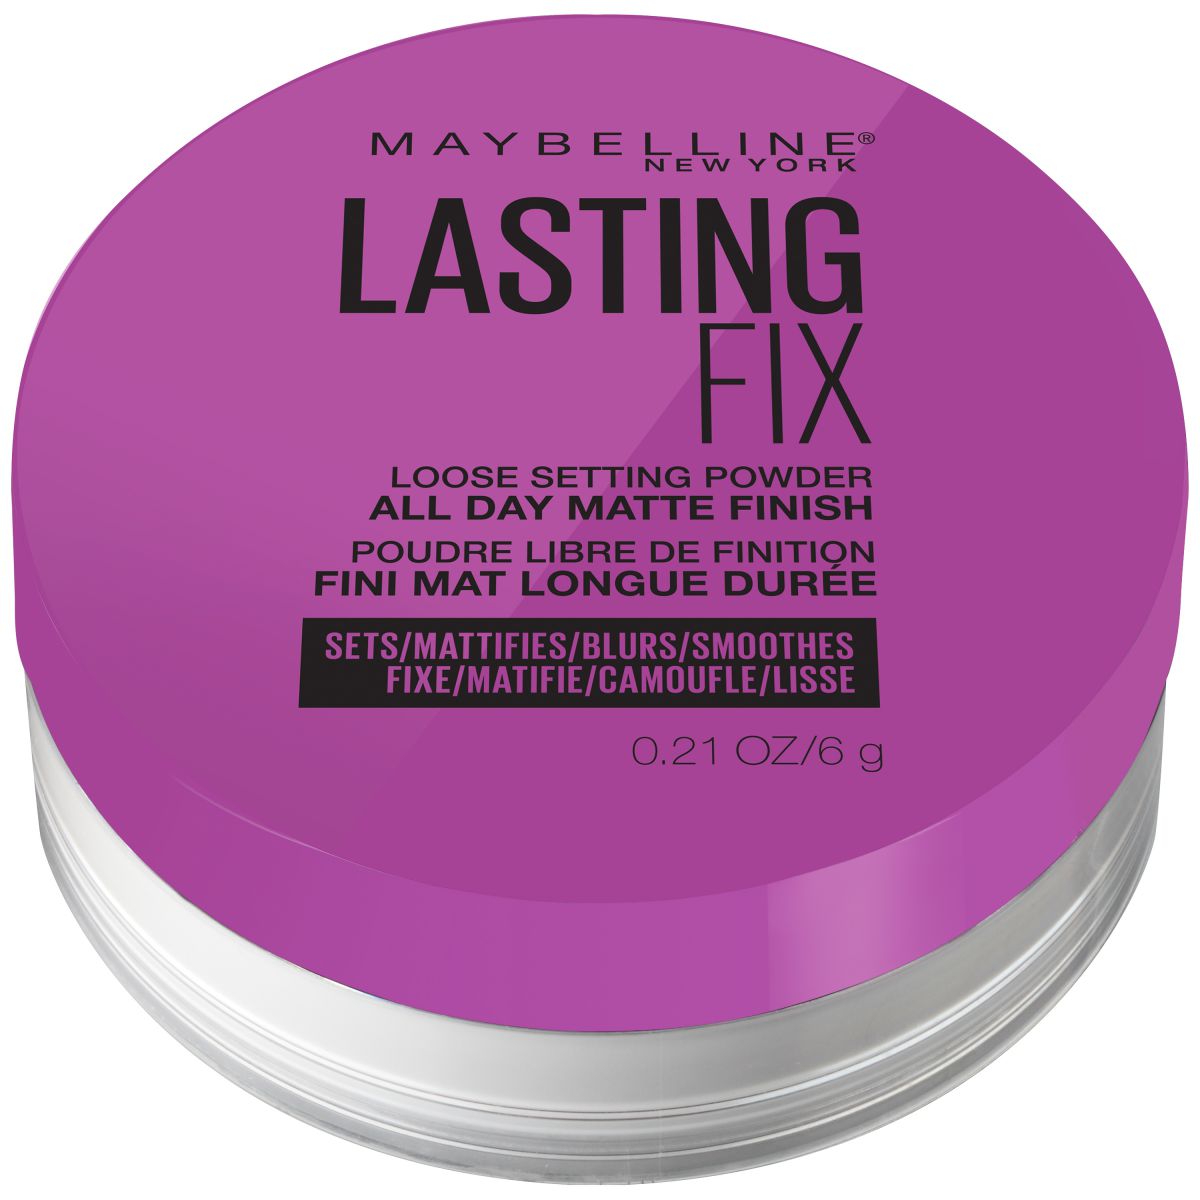 MAYBELLINE®
NEW YORK
LASTING
FIX
LOOSE SETTING POWDER
ALL DAY MATTE FINISH
POUDRE LIBRE DE FINITION
FINI MAT LONGUE DURÉE
SETS/MATTIFIES/BLURS/SMOOTHES
FIXE/MATIFIE/CAMOUFLE/LISSE
0.21 OZ/6 g